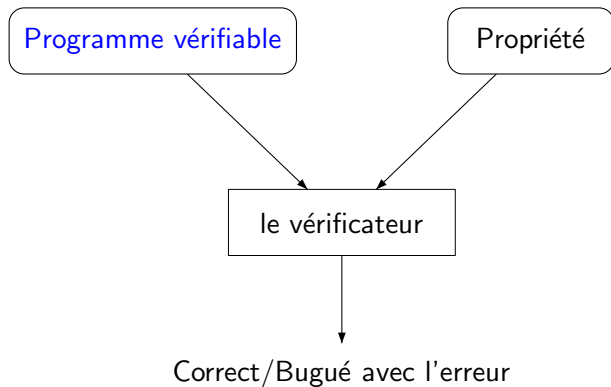 Programme vérifiable
Propriété
le vérificateur
Correct/Bugué avec l'erreur